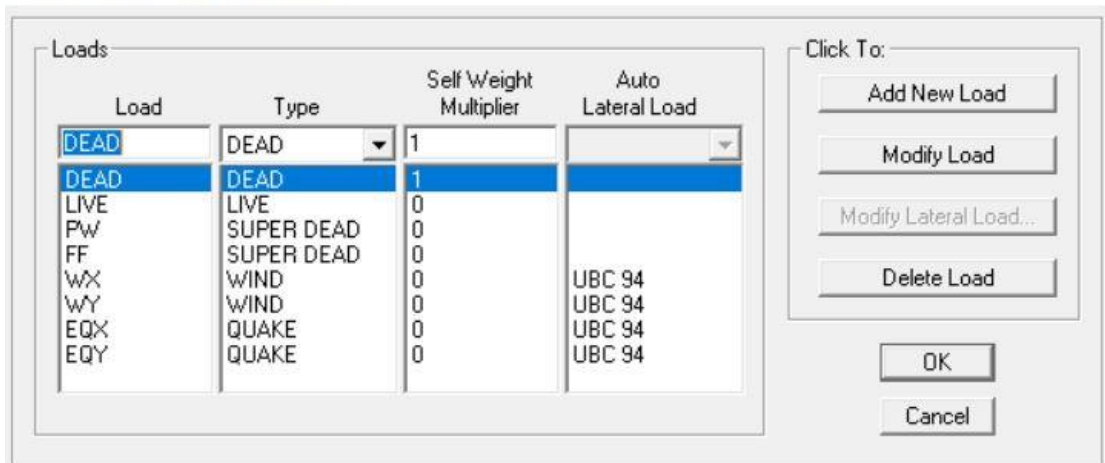 Loads
Click To:
Load Type Self Weight Multiplier Auto Lateral Load
DEAD DEAD 1
DEAD DEAD 1
LIVE LIVE 0
PW SUPER DEAD 0
FF SUPER DEAD 0
WX WIND 0 UBC 94
WY WIND 0 UBC 94
EQX QUAKE 0 UBC 94
EQY QUAKE 0 UBC 94
Add New Load
Modify Load
Modify Lateral Load...
Delete Load
OK
Cancel